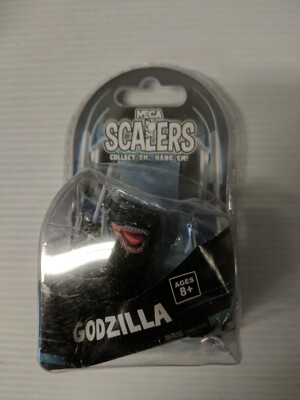 NECA
SCALERS
COLLECT 'EM. HANG 'EM!
AGES
8+
GODZILLA